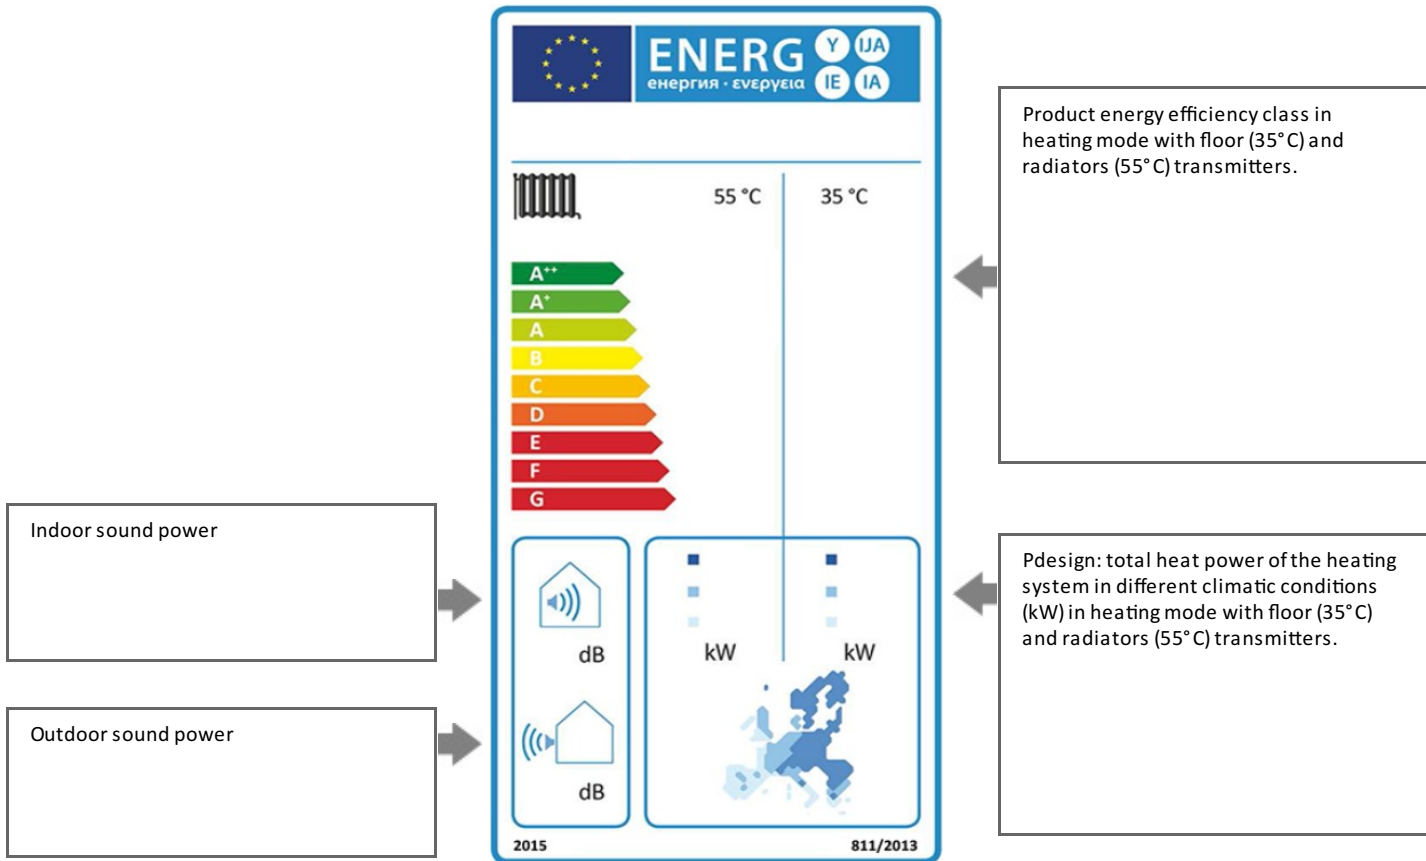 ENERG Y IJA
енергия · ενεργεια IE IA
Product energy efficiency class in
heating mode with floor (35°C) and
radiators (55°C) transmitters.
55 °C 35 °C
A++
A+
A
B
C
D
E
F
G
Indoor sound power
Outdoor sound power
dB
dB
kW kW
Pdesign: total heat power of the heating
system in different climatic conditions
(kW) in heating mode with floor (35°C)
and radiators (55°C) transmitters.
2015 811/2013